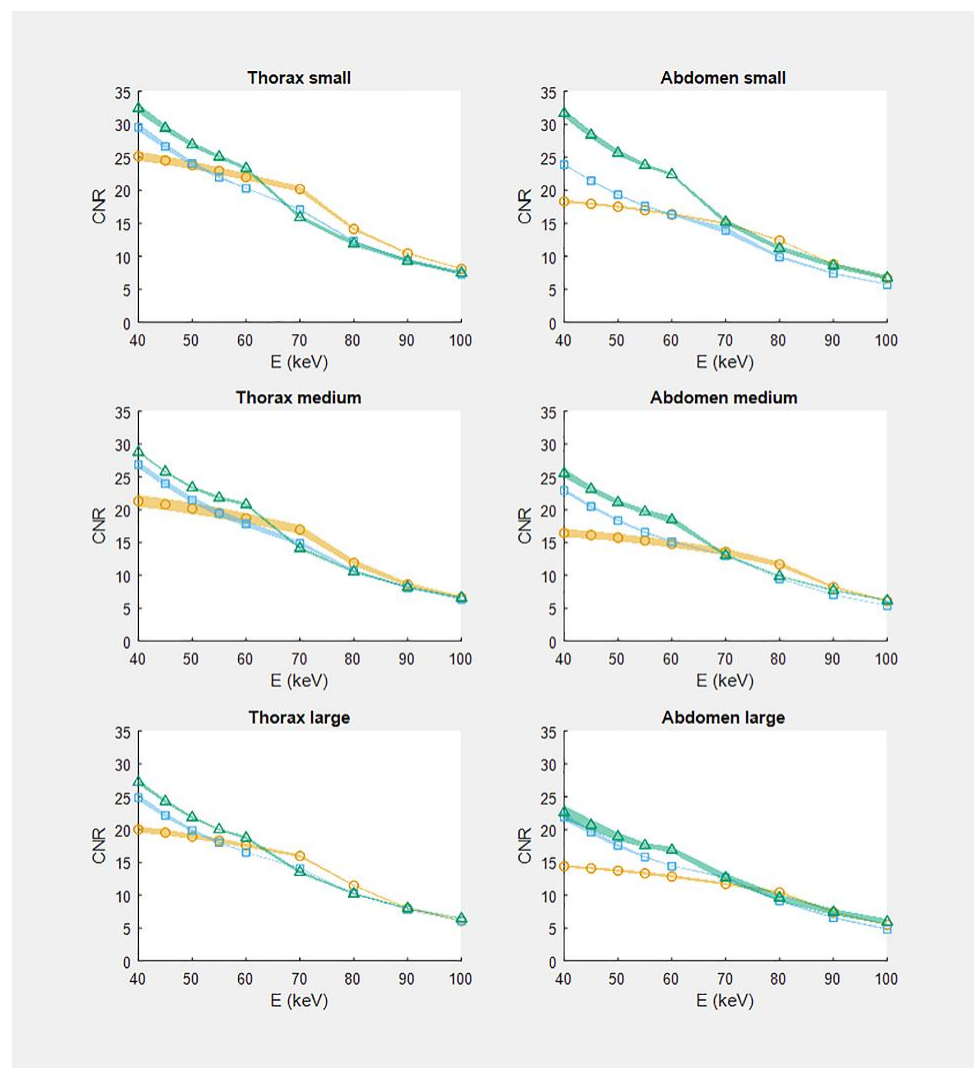 Thorax small
35
30
25
20
15
10
5
0
CNR
40 50 60 70 80 90 100
E (keV)
Abdomen small
35
30
25
20
15
10
5
0
CNR
40 50 60 70 80 90 100
E (keV)
Thorax medium
35
30
25
20
15
10
5
0
CNR
40 50 60 70 80 90 100
E (keV)
Abdomen medium
35
30
25
20
15
10
5
0
CNR
40 50 60 70 80 90 100
E (keV)
Thorax large
35
30
25
20
15
10
5
0
CNR
40 50 60 70 80 90 100
E (keV)
Abdomen large
35
30
25
20
15
10
5
0
CNR
40 50 60 70 80 90 100
E (keV)